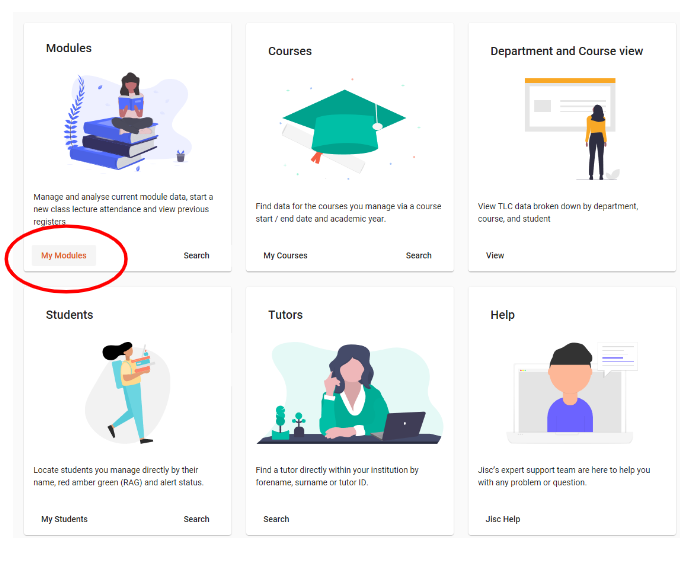 Modules
Manage and analyse current module data, start a
new class lecture attendance and view previous
registers
My Modules
Search
Courses
Find data for the courses you manage via a course
start / end date and academic year.
My Courses
Search
Department and Course view
View TLC data broken down by department,
course, and student
View
Students
Locate students you manage directly by their
name, red amber green (RAG) and alert status.
My Students
Search
Tutors
Find a tutor directly within your institution by
forename, surname or tutor ID.
Search
Help
Jisc's expert support team are here to help you
with any problem or question.
Jisc Help